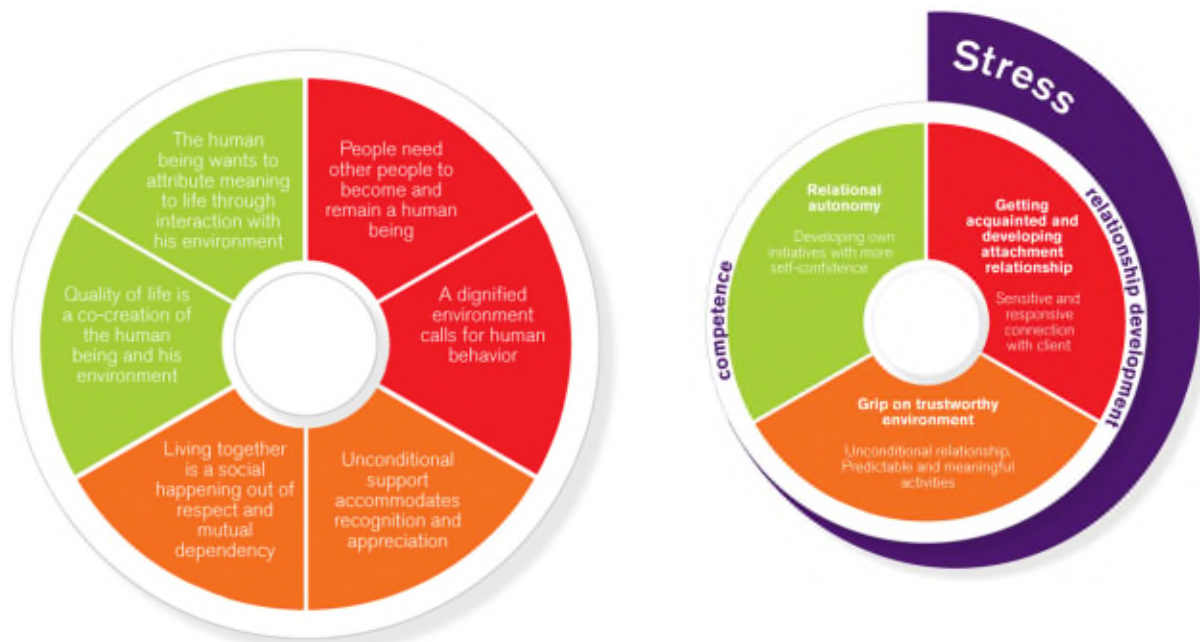 The human
being wants to
attribute meaning
to life through
interaction with
his environment
People need
other people to
become and
remain a human
being
Quality of life is
a co-creation of
the human
being and his
environment
A dignified
environment
calls for human
behavior
Living together
is a social
happening out of
respect and
mutual
dependency
Unconditional
support
accommodates
recognition and
appreciation
Stress
relationship development
competence
Relational
autonomy
Developing own
initiatives with more
self-confidence
Getting
acquainted and
developing
attachment
relationship
Sensitive and
responsive
connection
with client
Grip on trustworthy
environment
Unconditional relationship,
Predictable and meaningful
activities